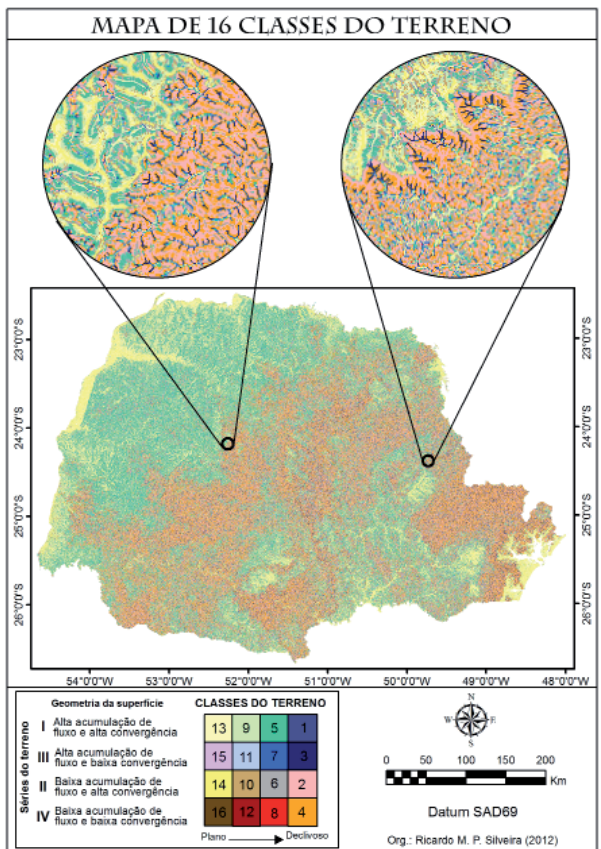 MAPA DE 16 CLASSES DO TERRENO
23°0'0"S
24°0'0"S
25°0'0"S
26°0'0"S
23°0'0"S
24°0'0"S
25°0'0"S
26°0'0"S
54°0'0"W 53°0'0"W 52°0'0"W 51°0'0"W 50°0'0"W 49°0'0"W 48°0'0"W
Séries do terreno
Geometria da superfície
I Alta acumulação de
fluxo e alta convergência
III Alta acumulação de
fluxo e baixa convergência
II Baixa acumulação de
fluxo e alta convergência
IV Baixa acumulação de
fluxo e baixa convergência
CLASSES DO TERRENO
13 9 5 1
15 11 7 3
14 10 6 2
16 12 8 4
Plano Declivoso
N
W E
S
0 50 100 150 200
Km
Datum SAD69
Org.: Ricardo M. P. Silveira (2012)